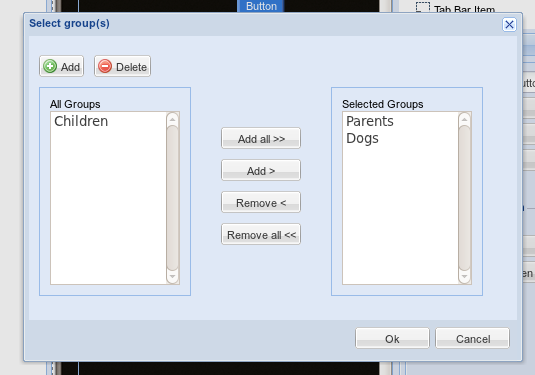 Button
Tab Bar Item
Select group(s)
Add
Delete
All Groups
Children
Add all >>
Add >
Remove <
Remove all <<
Selected Groups
Parents
Dogs
Ok
Cancel